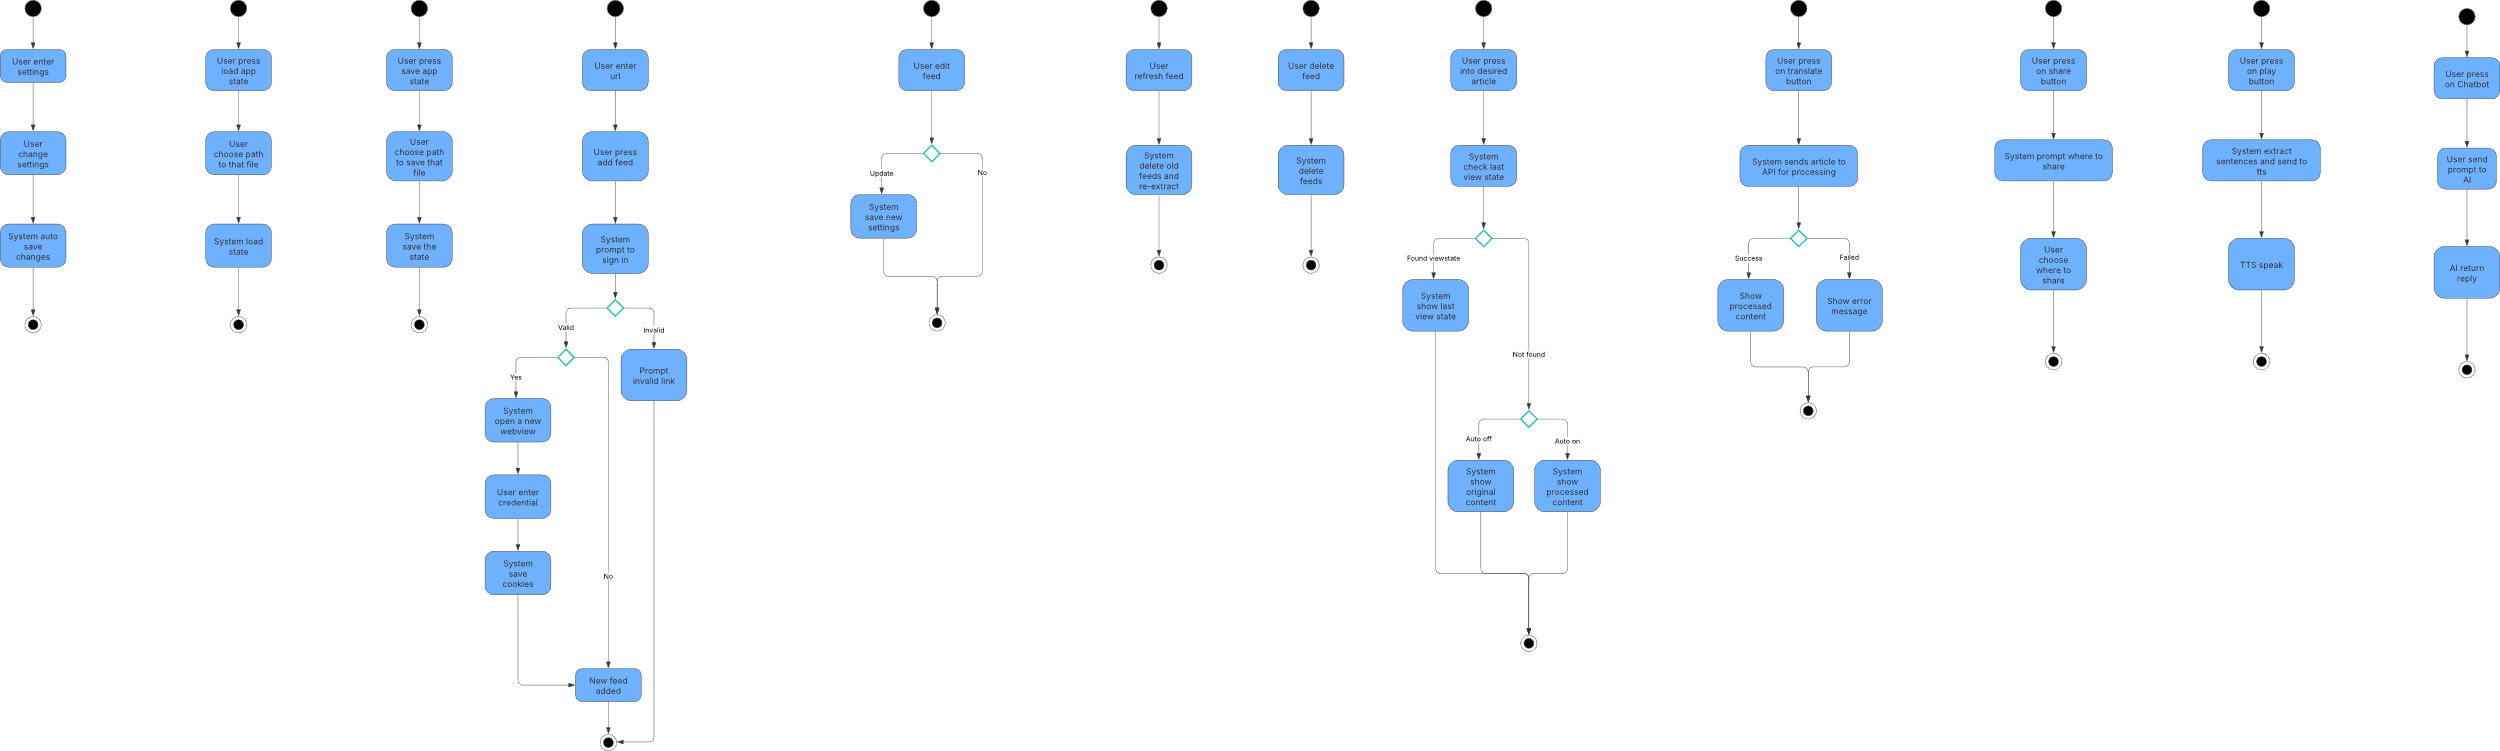 User enter
settings
User
change
settings
System auto
save
changes
User press
load app
state
User
choose path
to that file
System load
state
User press
save app
state
User
choose path
to save that
file
System
save the
state
User enter
url
User press
add feed
System
prompt to
sign in
Valid
Invalid
Yes
Prompt
invalid link
System
open a new
webview
User enter
credential
System
save
cookies
No
New feed
added
User edit
feed
Update
No
System
save new
settings
User
refresh feed
System
delete old
feeds and
re-extract
User delete
feed
System
delete
feeds
User press
into desired
article
System
check last
view state
Found viewstate
System
show last
view state
Not found
Auto off
Auto on
System
show
original
content
System
show
processed
content
User press
on translate
button
System sends article to
API for processing
Success
Failed
Show
processed
content
Show error
message
User press
on share
button
System prompt where to
share
User
choose
where to
share
User press
on play
button
System extract
sentences and send to
tts
TTS speak
User press
on Chatbot
User send
prompt to
AI
AI return
reply